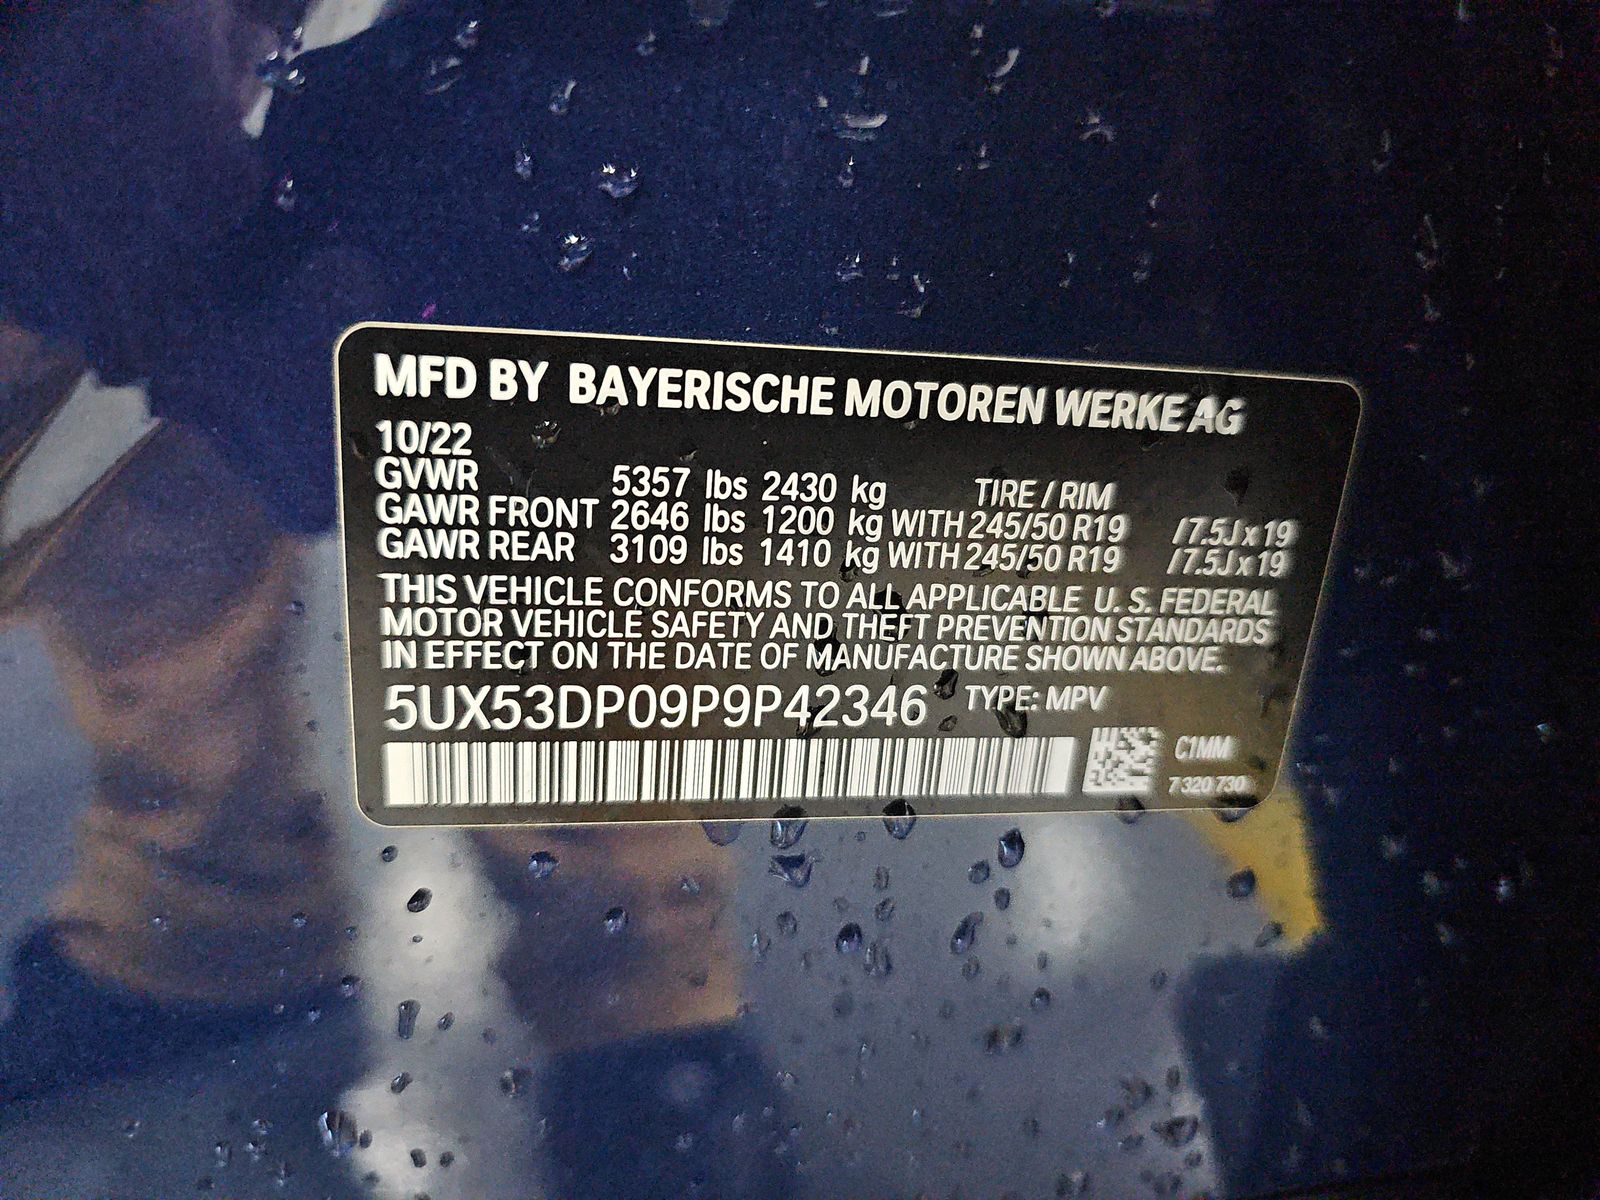 MFD BY BAYERISCHE MOTOREN WERKE AG
10/22
GVWR 5357 lbs 2430 kg TIRE / RIM
GAWR FRONT 2646 lbs 1200 kg WITH 245/50 R19 / 7.5J x 19
GAWR REAR 3109 lbs 1410 kg WITH 245/50 R19 / 7.5J x 19
THIS VEHICLE CONFORMS TO ALL APPLICABLE U. S. FEDERAL
MOTOR VEHICLE SAFETY AND THEFT PREVENTION STANDARDS
IN EFFECT ON THE DATE OF MANUFACTURE SHOWN ABOVE.
5UX53DP09P9P42346 TYPE: MPV
C1MM
7 320 730